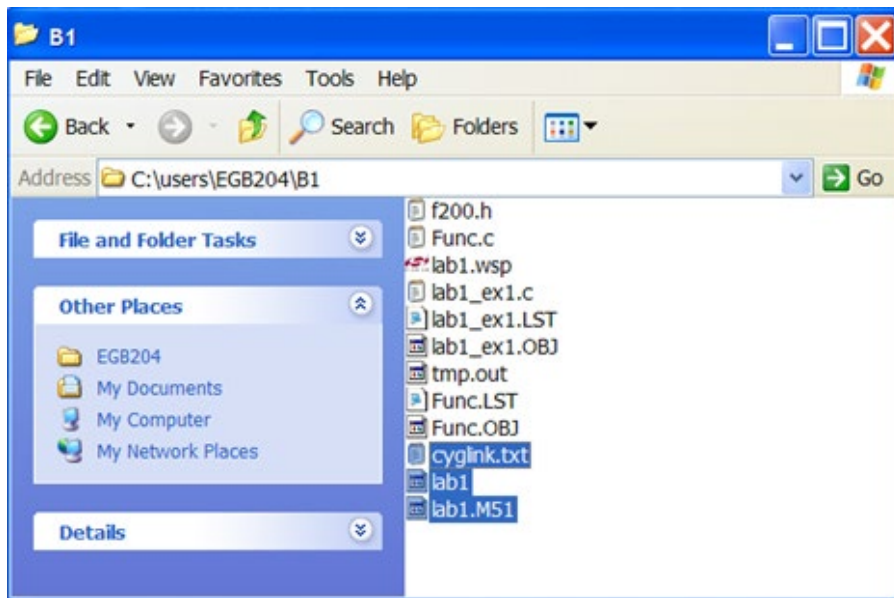 B1
File Edit View Favorites Tools Help
Back Search Folders
Address C:\users\EGB204\B1 Go
File and Folder Tasks
Other Places
EGB204
My Documents
My Computer
My Network Places
Details
f200.h
Func.c
lab1.wsp
lab1_ex1.c
lab1_ex1.LST
lab1_ex1.OBJ
tmp.out
Func.LST
Func.OBJ
cyglink.txt
lab1
lab1.M51